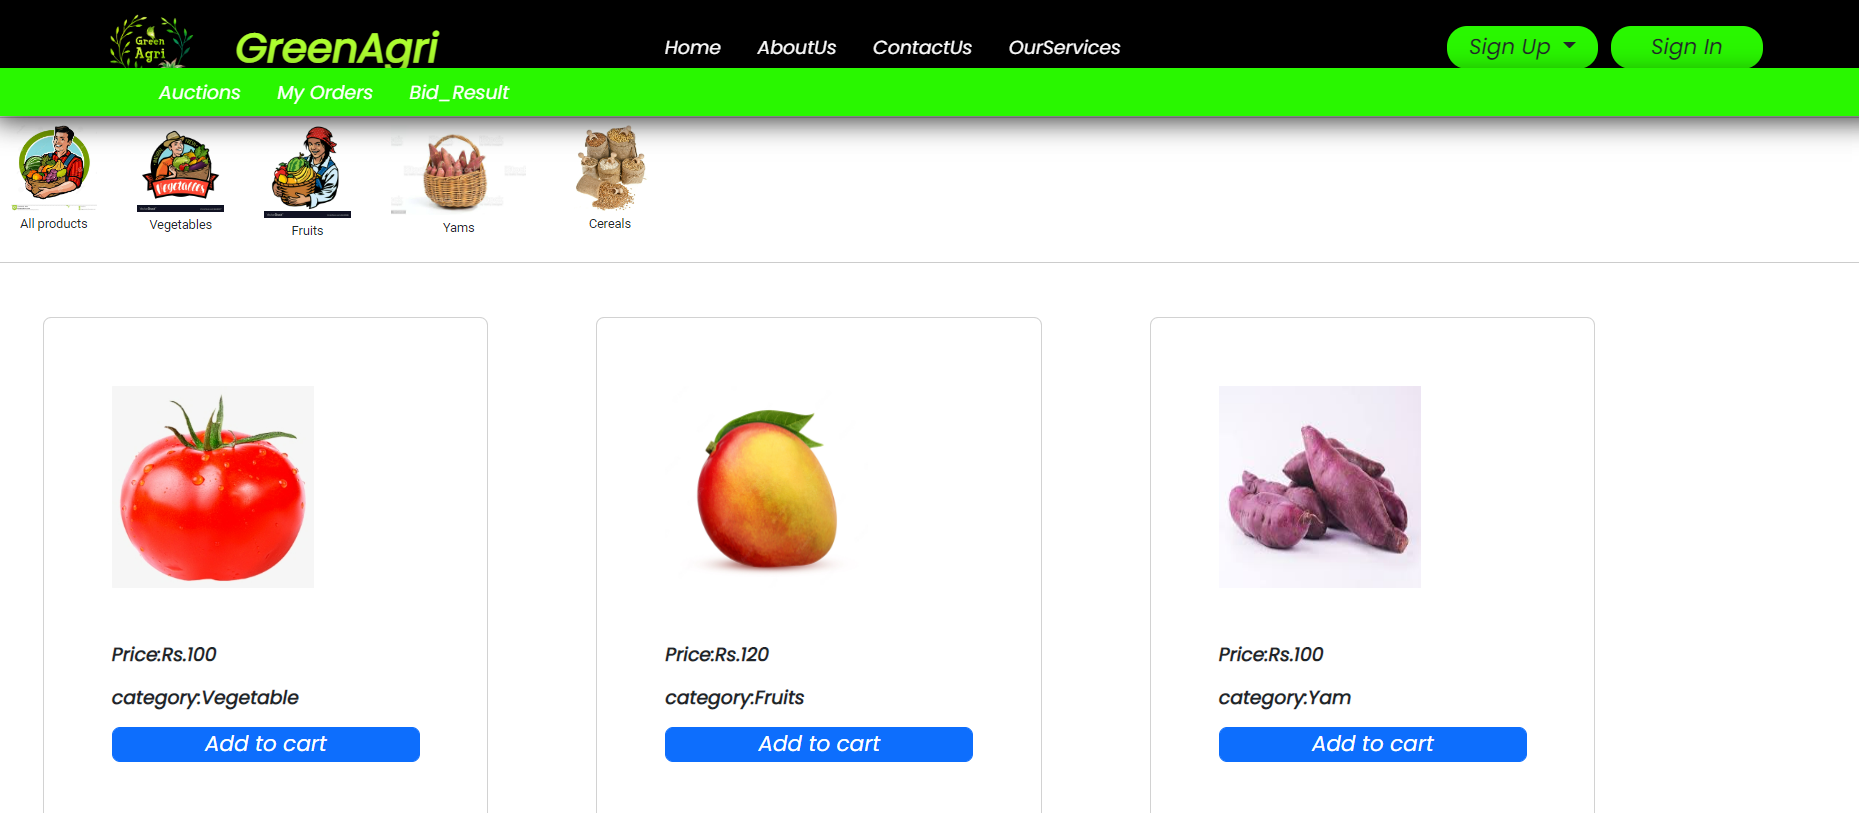 Green
Agri
GreenAgri
Home AboutUs ContactUs OurServices
Sign Up Sign In
Auctions My Orders Bid_Result
Vegetables
All products Vegetables Fruits Yams Cereals
Price:Rs.100 Price:Rs.120 Price:Rs.100
category:Vegetable category:Fruits category:Yam
Add to cart Add to cart Add to cart